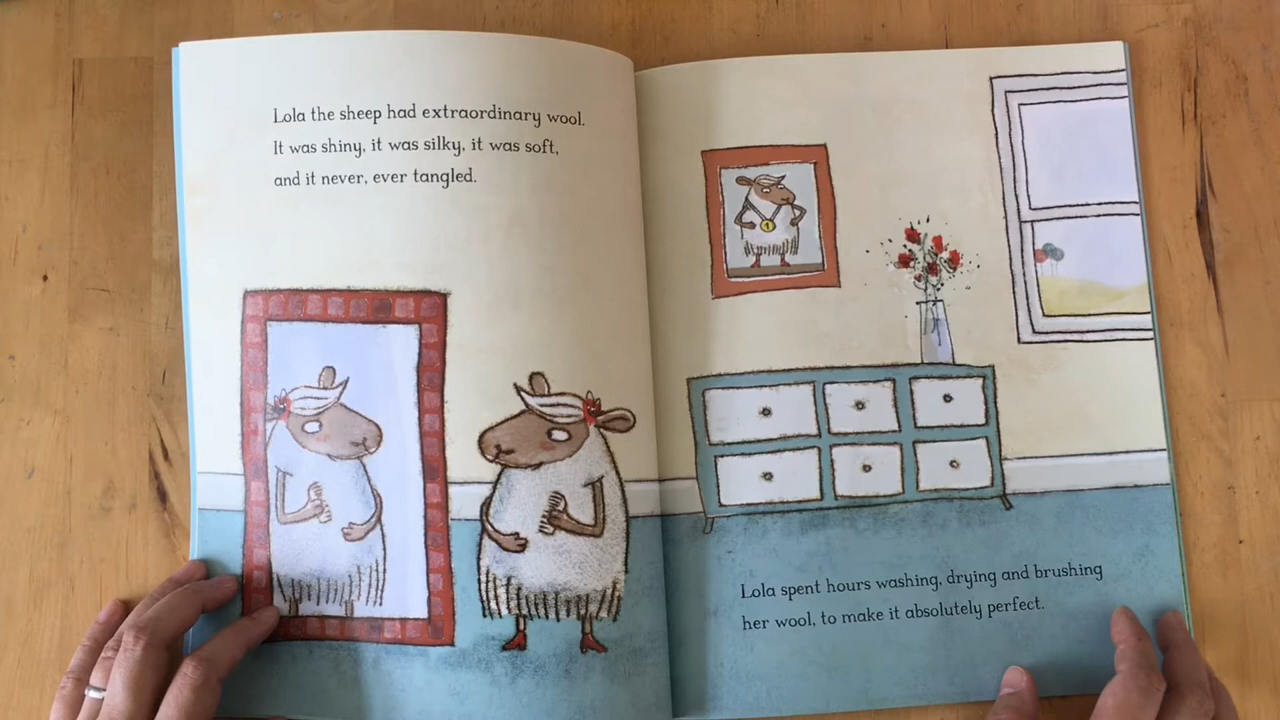 Lola the sheep had extraordinary wool.
It was shiny, it was silky, it was soft,
and it never, ever tangled.
1
Lola spent hours washing, drying and brushing
her wool, to make it absolutely perfect.